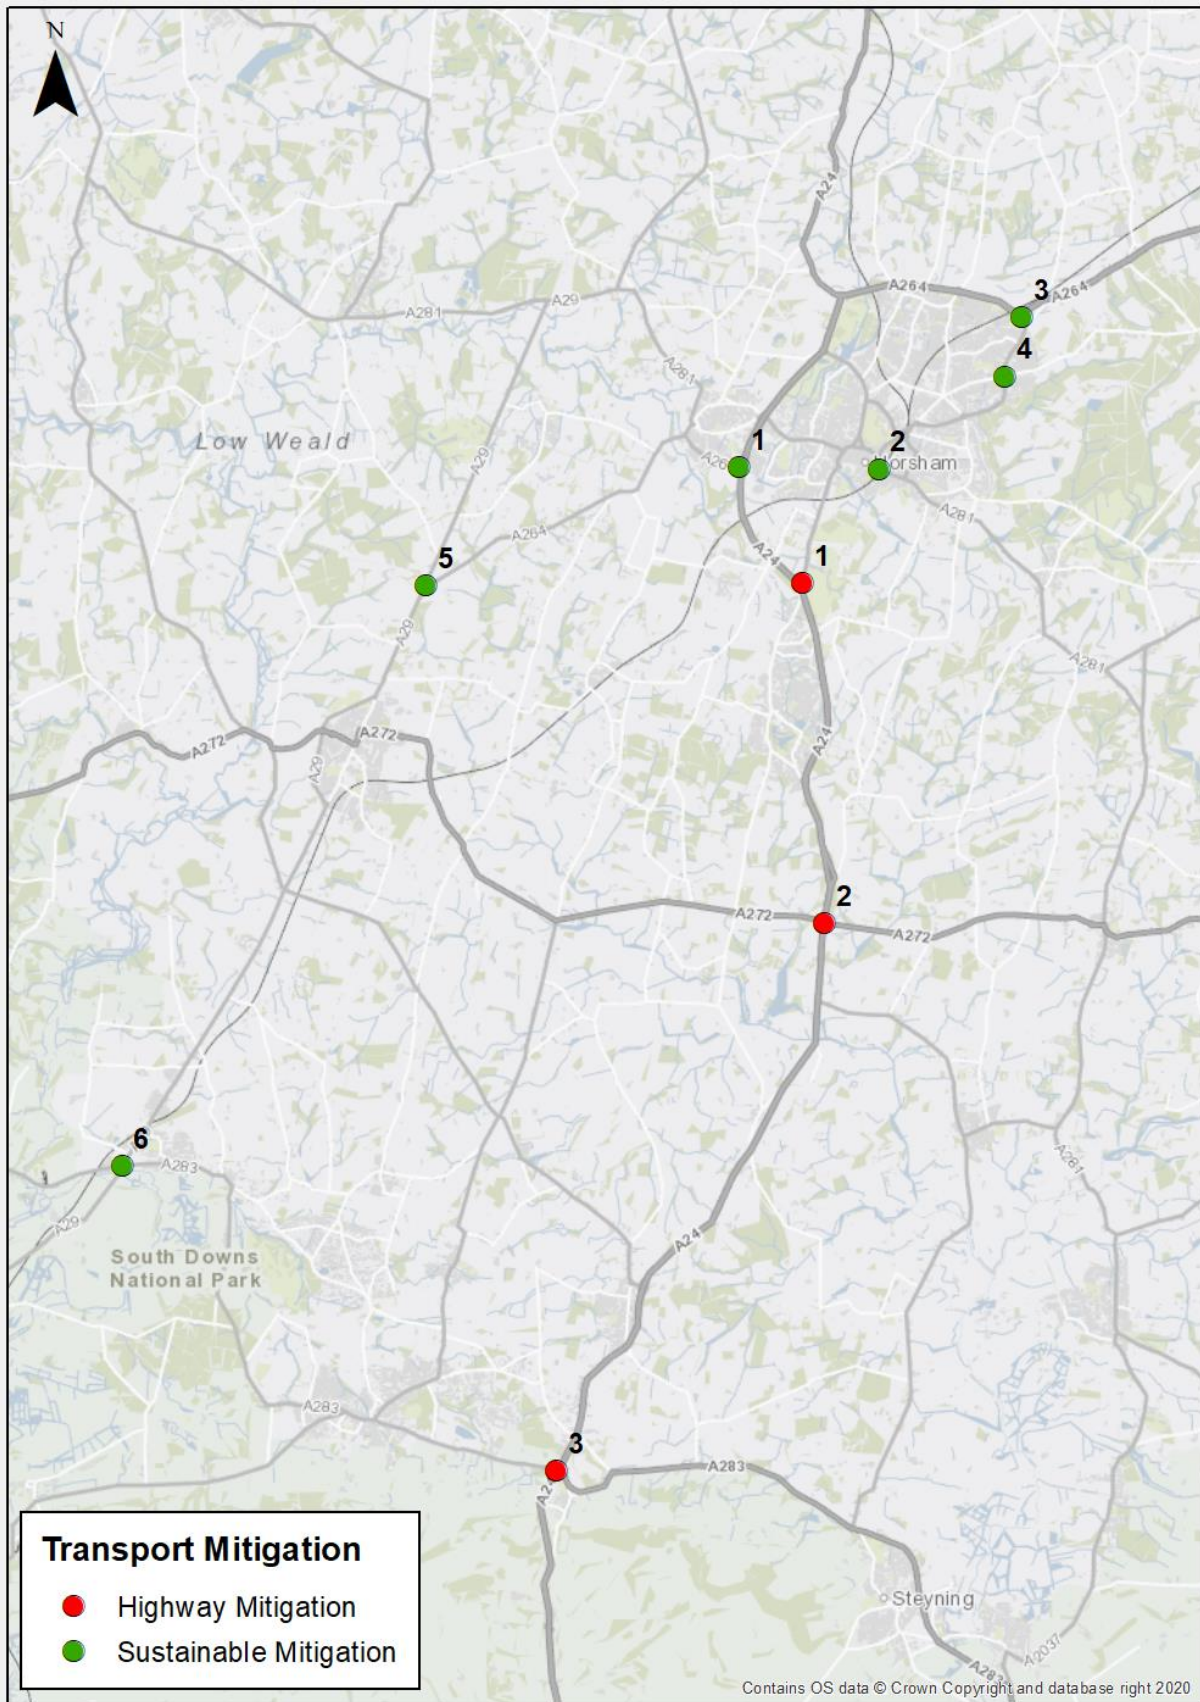 N
A24
A264
A264
3
A29
A281
A281
4
Low Weald
1
2
A26
Horsham
A29
A264
A281
A24
1
5
A29
A281
A272
A272
A29
A24
2
A272
A272
6
A283
A281
A29
South Downs
National Park
A24
A283
3
A283
A2
Transport Mitigation
Highway Mitigation
Sustainable Mitigation
Steyning
A2037
A283
Contains OS data © Crown Copyright and database right 2020